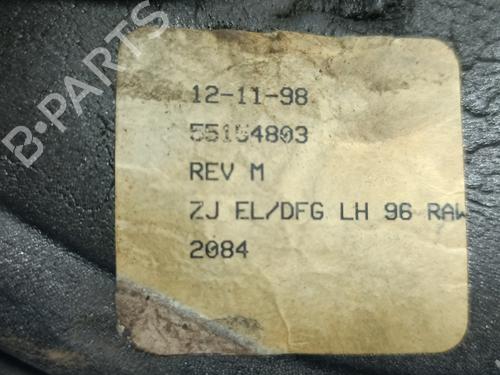 B-PARTS
12-11-98
55154803
REV M
ZJ EL/DFG LH 96 RAW
2084